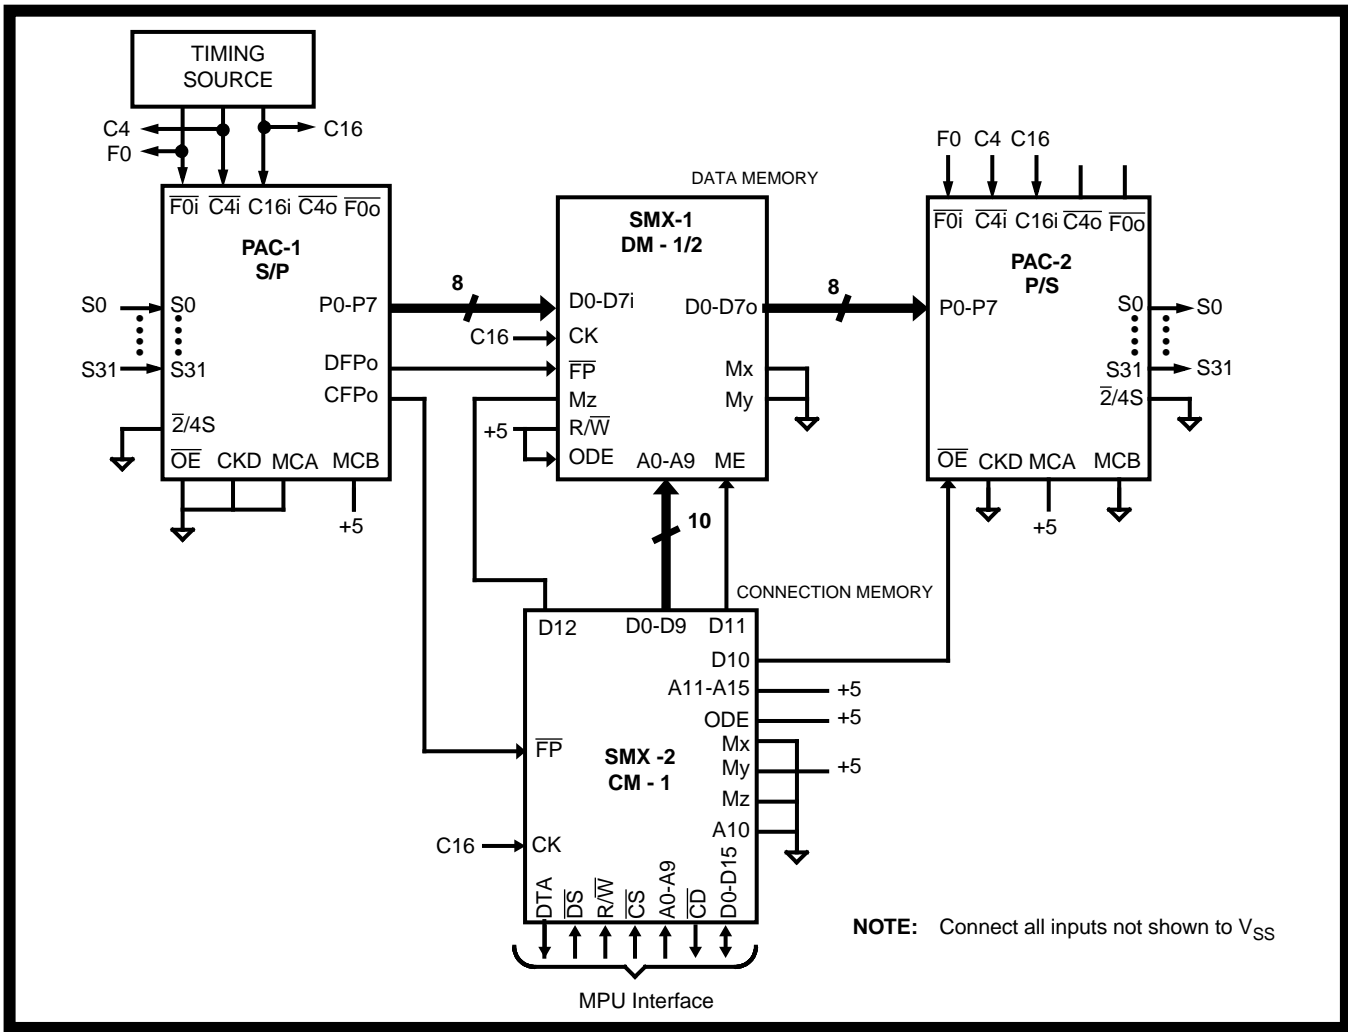 TIMING
SOURCE
C4
C16
F0
F0 C4 C16
DATA MEMORY
F0i C4i C16i C4o F0o
PAC-1
S/P
SMX-1
DM - 1/2
F0i C4i C16i C4o F0o
PAC-2
P/S
S0 S0 P0-P7
8
D0-D7i D0-D7o
8
P0-P7 S0 S0
C16 CK
S31 S31 DFPo
FP Mx
S31 S31
CFPo
Mz My
2/4S
2/4S
+5 R/W
ODE A0-A9 ME
OE CKD MCA MCB
OE CKD MCA MCB
+5
10
+5
CONNECTION MEMORY
D12 D0-D9 D11
D10
A11-A15 +5
ODE +5
Mx
FP
SMX -2
CM - 1
My +5
Mz
A10
C16 CK
DTA DS R/W CS A0-A9 CD D0-D15
NOTE: Connect all inputs not shown to VSS
MPU Interface